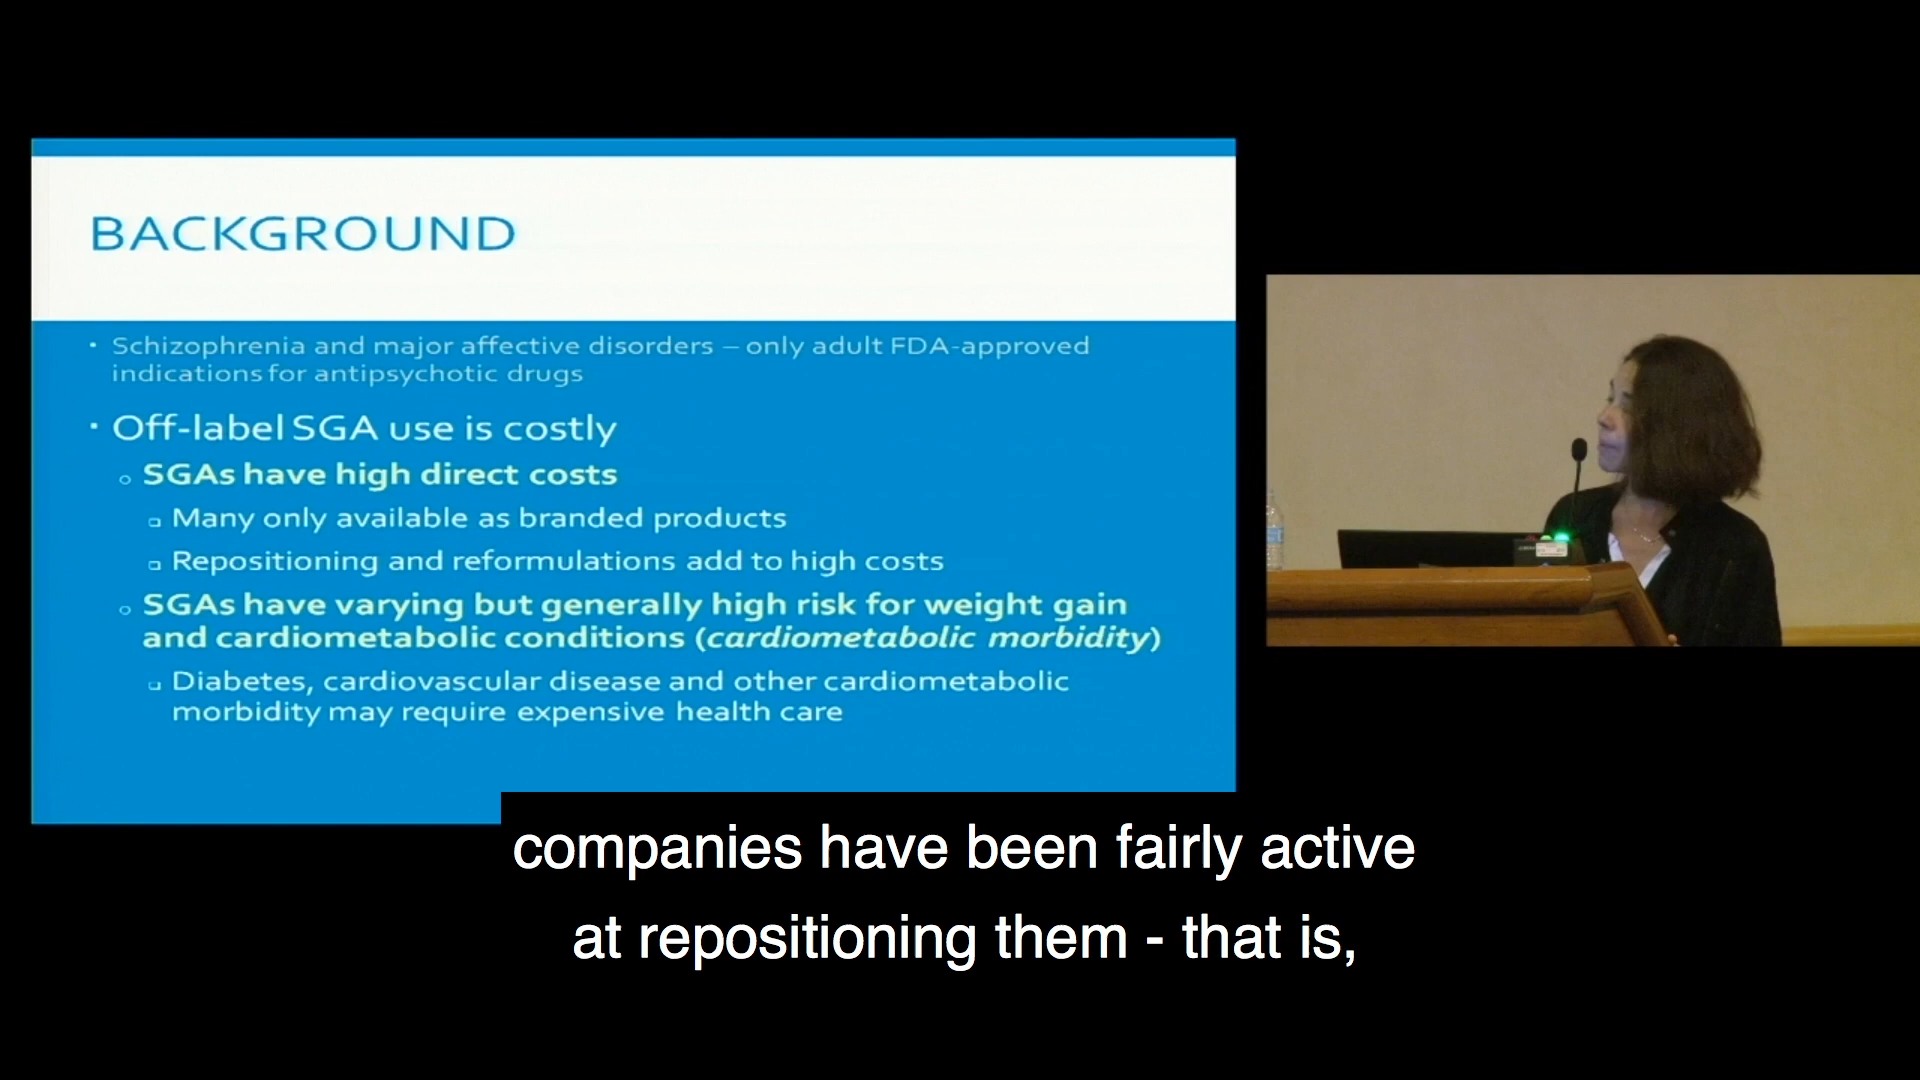 BACKGROUND
• Schizophrenia and major affective disorders – only adult FDA-approved
indications for antipsychotic drugs
• Off-label SGA use is costly
o SGAs have high direct costs
❑ Many only available as branded products
❑ Repositioning and reformulations add to high costs
o SGAs have varying but generally high risk for weight gain
and cardiometabolic conditions (cardiometabolic morbidity)
❑ Diabetes, cardiovascular disease and other cardiometabolic
morbidity may require expensive health care
companies have been fairly active
at repositioning them - that is,